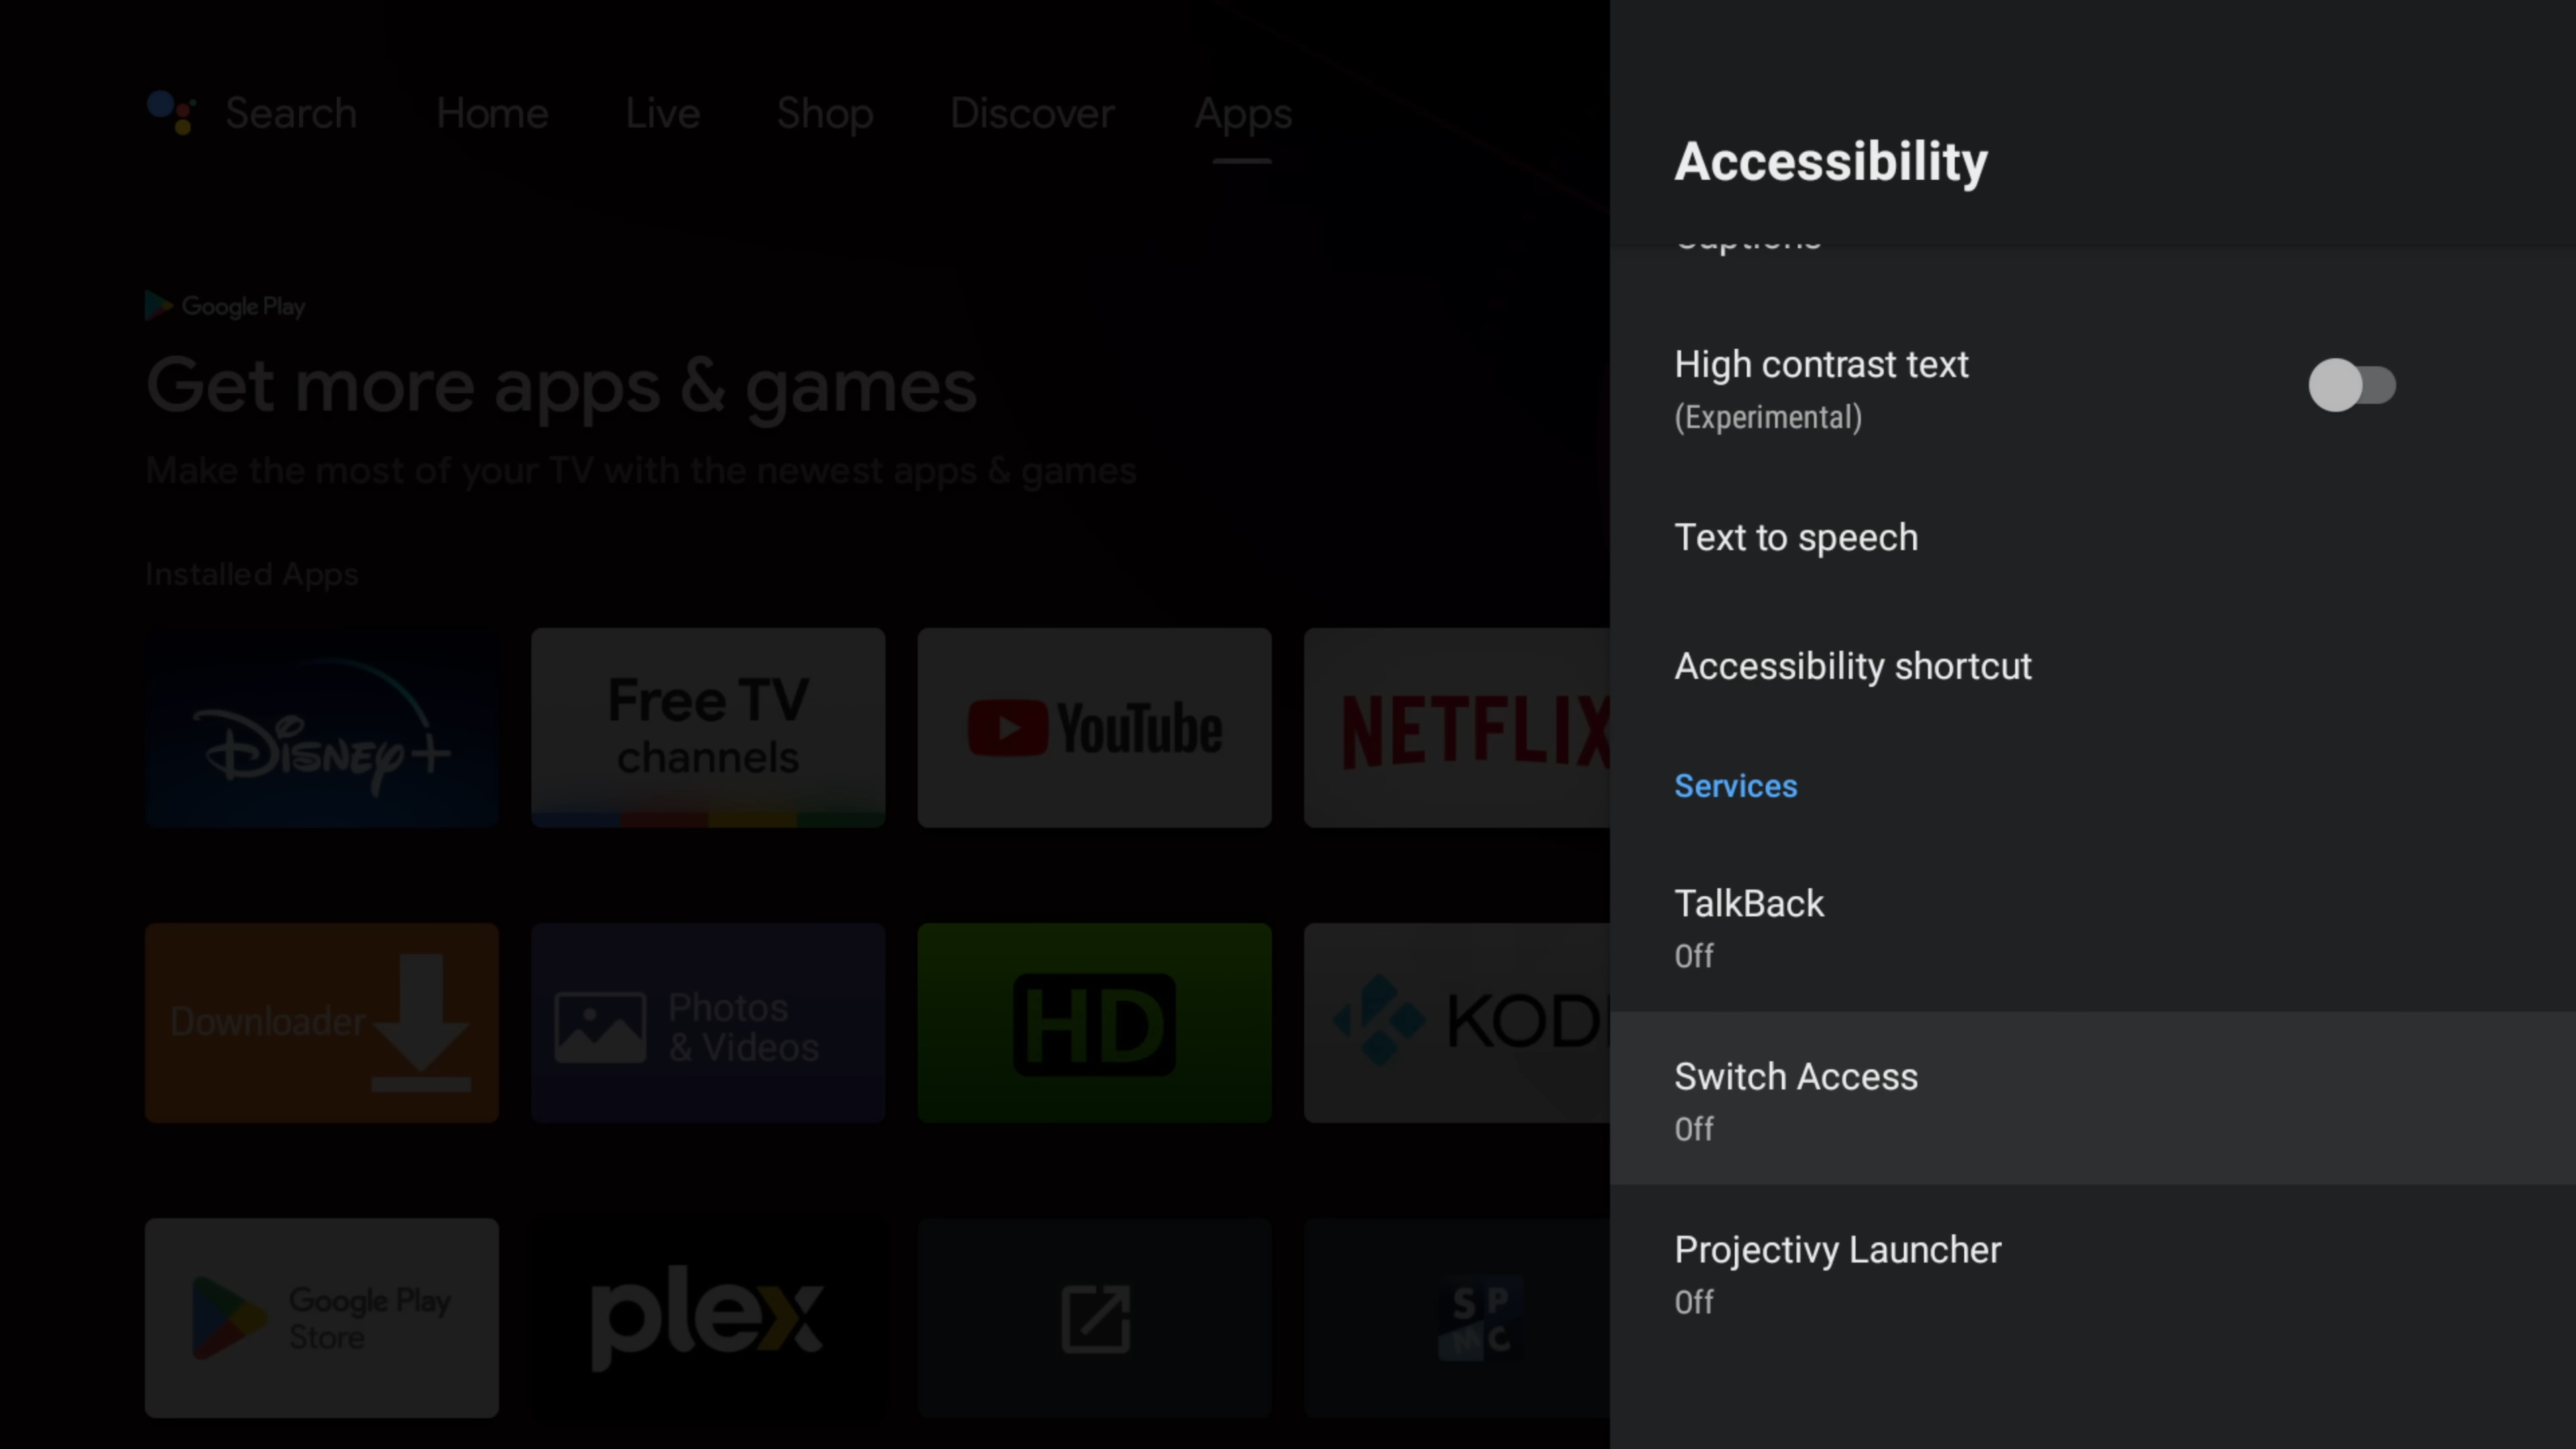 Search Home Live Shop Discover Apps
Google Play
Get more apps & games
Make the most of your TV with the newest apps & games
Installed Apps
Disney+
Free TV
channels
YouTube
NETFLIX
Downloader
Photos
& Videos
HD
KODI
Google Play
Store
plex
SP
MC
Accessibility
Captions
High contrast text
(Experimental)
Text to speech
Accessibility shortcut
Services
TalkBack
Off
Switch Access
Off
Projectivy Launcher
Off